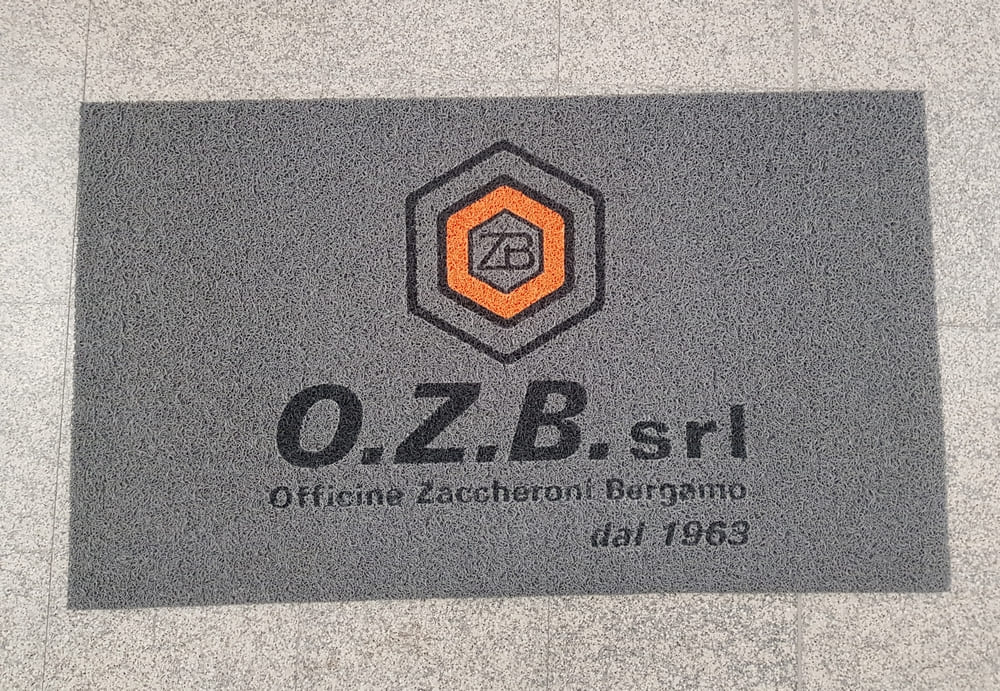 ZB
O.Z.B. srl
Officine Zaccheroni Bergamo
dal 1963